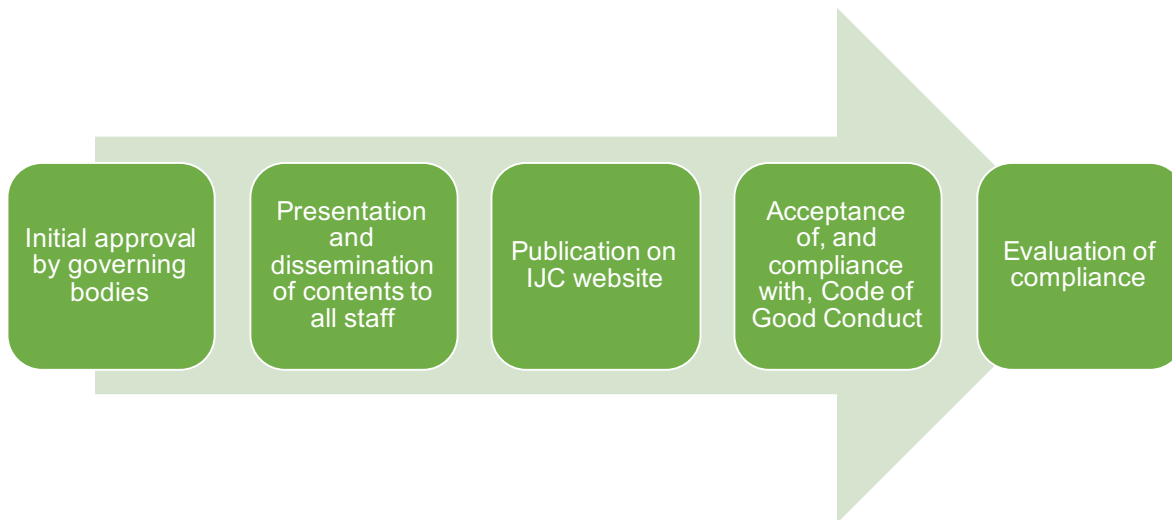 Initial approval
by governing
bodies
Presentation
and
dissemination
of contents to
all staff
Publication on
IJC website
Acceptance
of, and
compliance
with, Code of
Good Conduct
Evaluation of
compliance